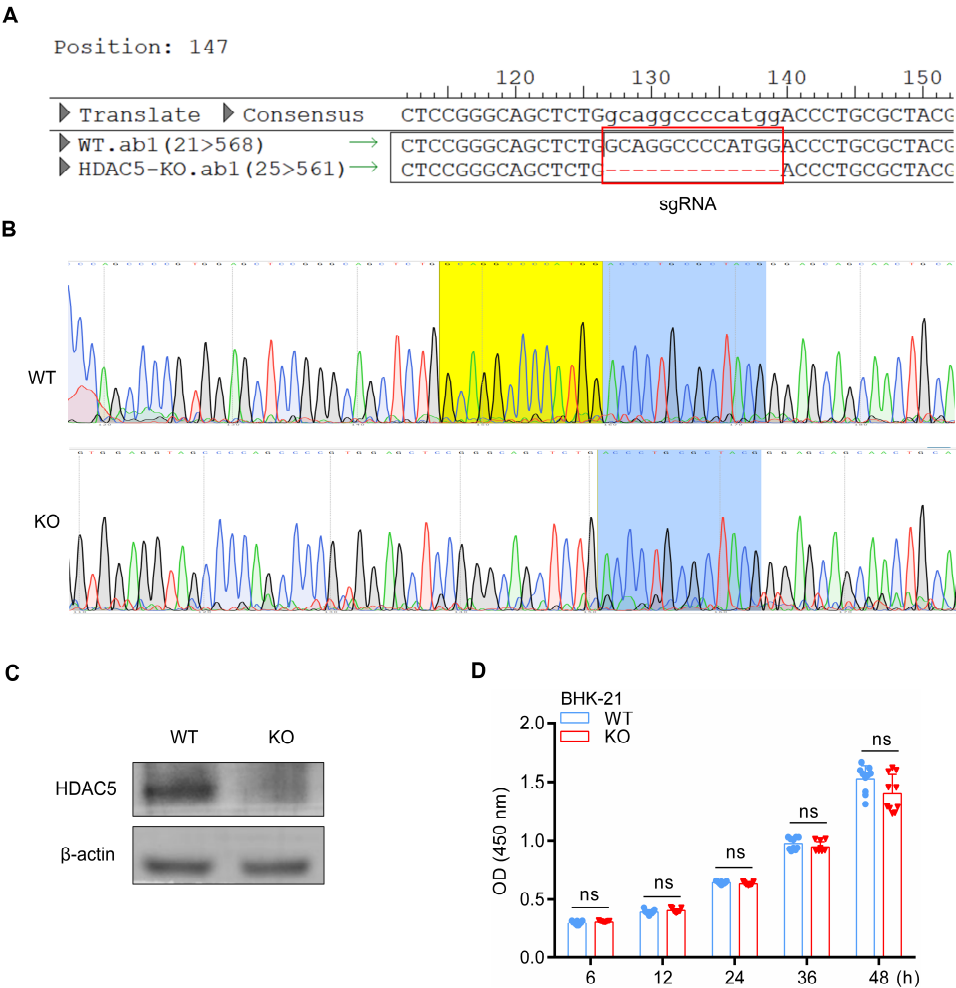 A
Position: 147
120 130 140 150
Translate Consensus CTCCGGGCAGCTCTGgcaggccccatggACCCTGCGCTACG
WT.ab1(21>568) → CTCCGGGCAGCTCTGGCAGGCCCCATGGACCCTGCGCTACG
HDAC5-KO.ab1(25>561) → CTCCGGGCAGCTCTG-------------ACCCTGCGCTACG
sgRNA
B
C C A G C C C C G T G G A G C T C C G G G C A G C T C T G G C A G G C C C C A T G G A C C C T G C G C T A C G G G A G C A G C A A C T G C A
WT
G T G G A G G T T A G C C C C A G C C C C G T G G A G C T C C G G G C A G C T C T G A C C C T G C G C T A C G G G A G C A G C A A C T G C A
KO
C
WT KO
HDAC5
β-actin
D
BHK-21
WT
KO
OD (450 nm)
2.0
1.5
1.0
0.5
0.0
ns ns ns ns ns
6 12 24 36 48 (h)